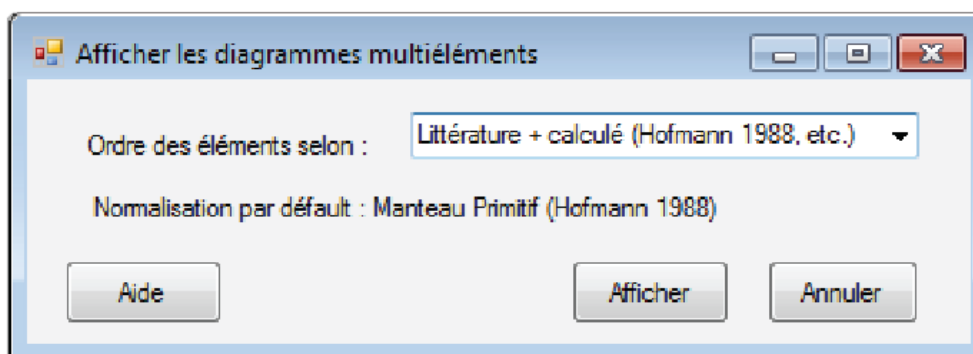 Afficher les diagrammes multiéléments
Ordre des éléments selon : Littérature + calculé (Hofmann 1988, etc.)
Normalisation par défaut : Manteau Primitif (Hofmann 1988)
Aide Afficher Annuler